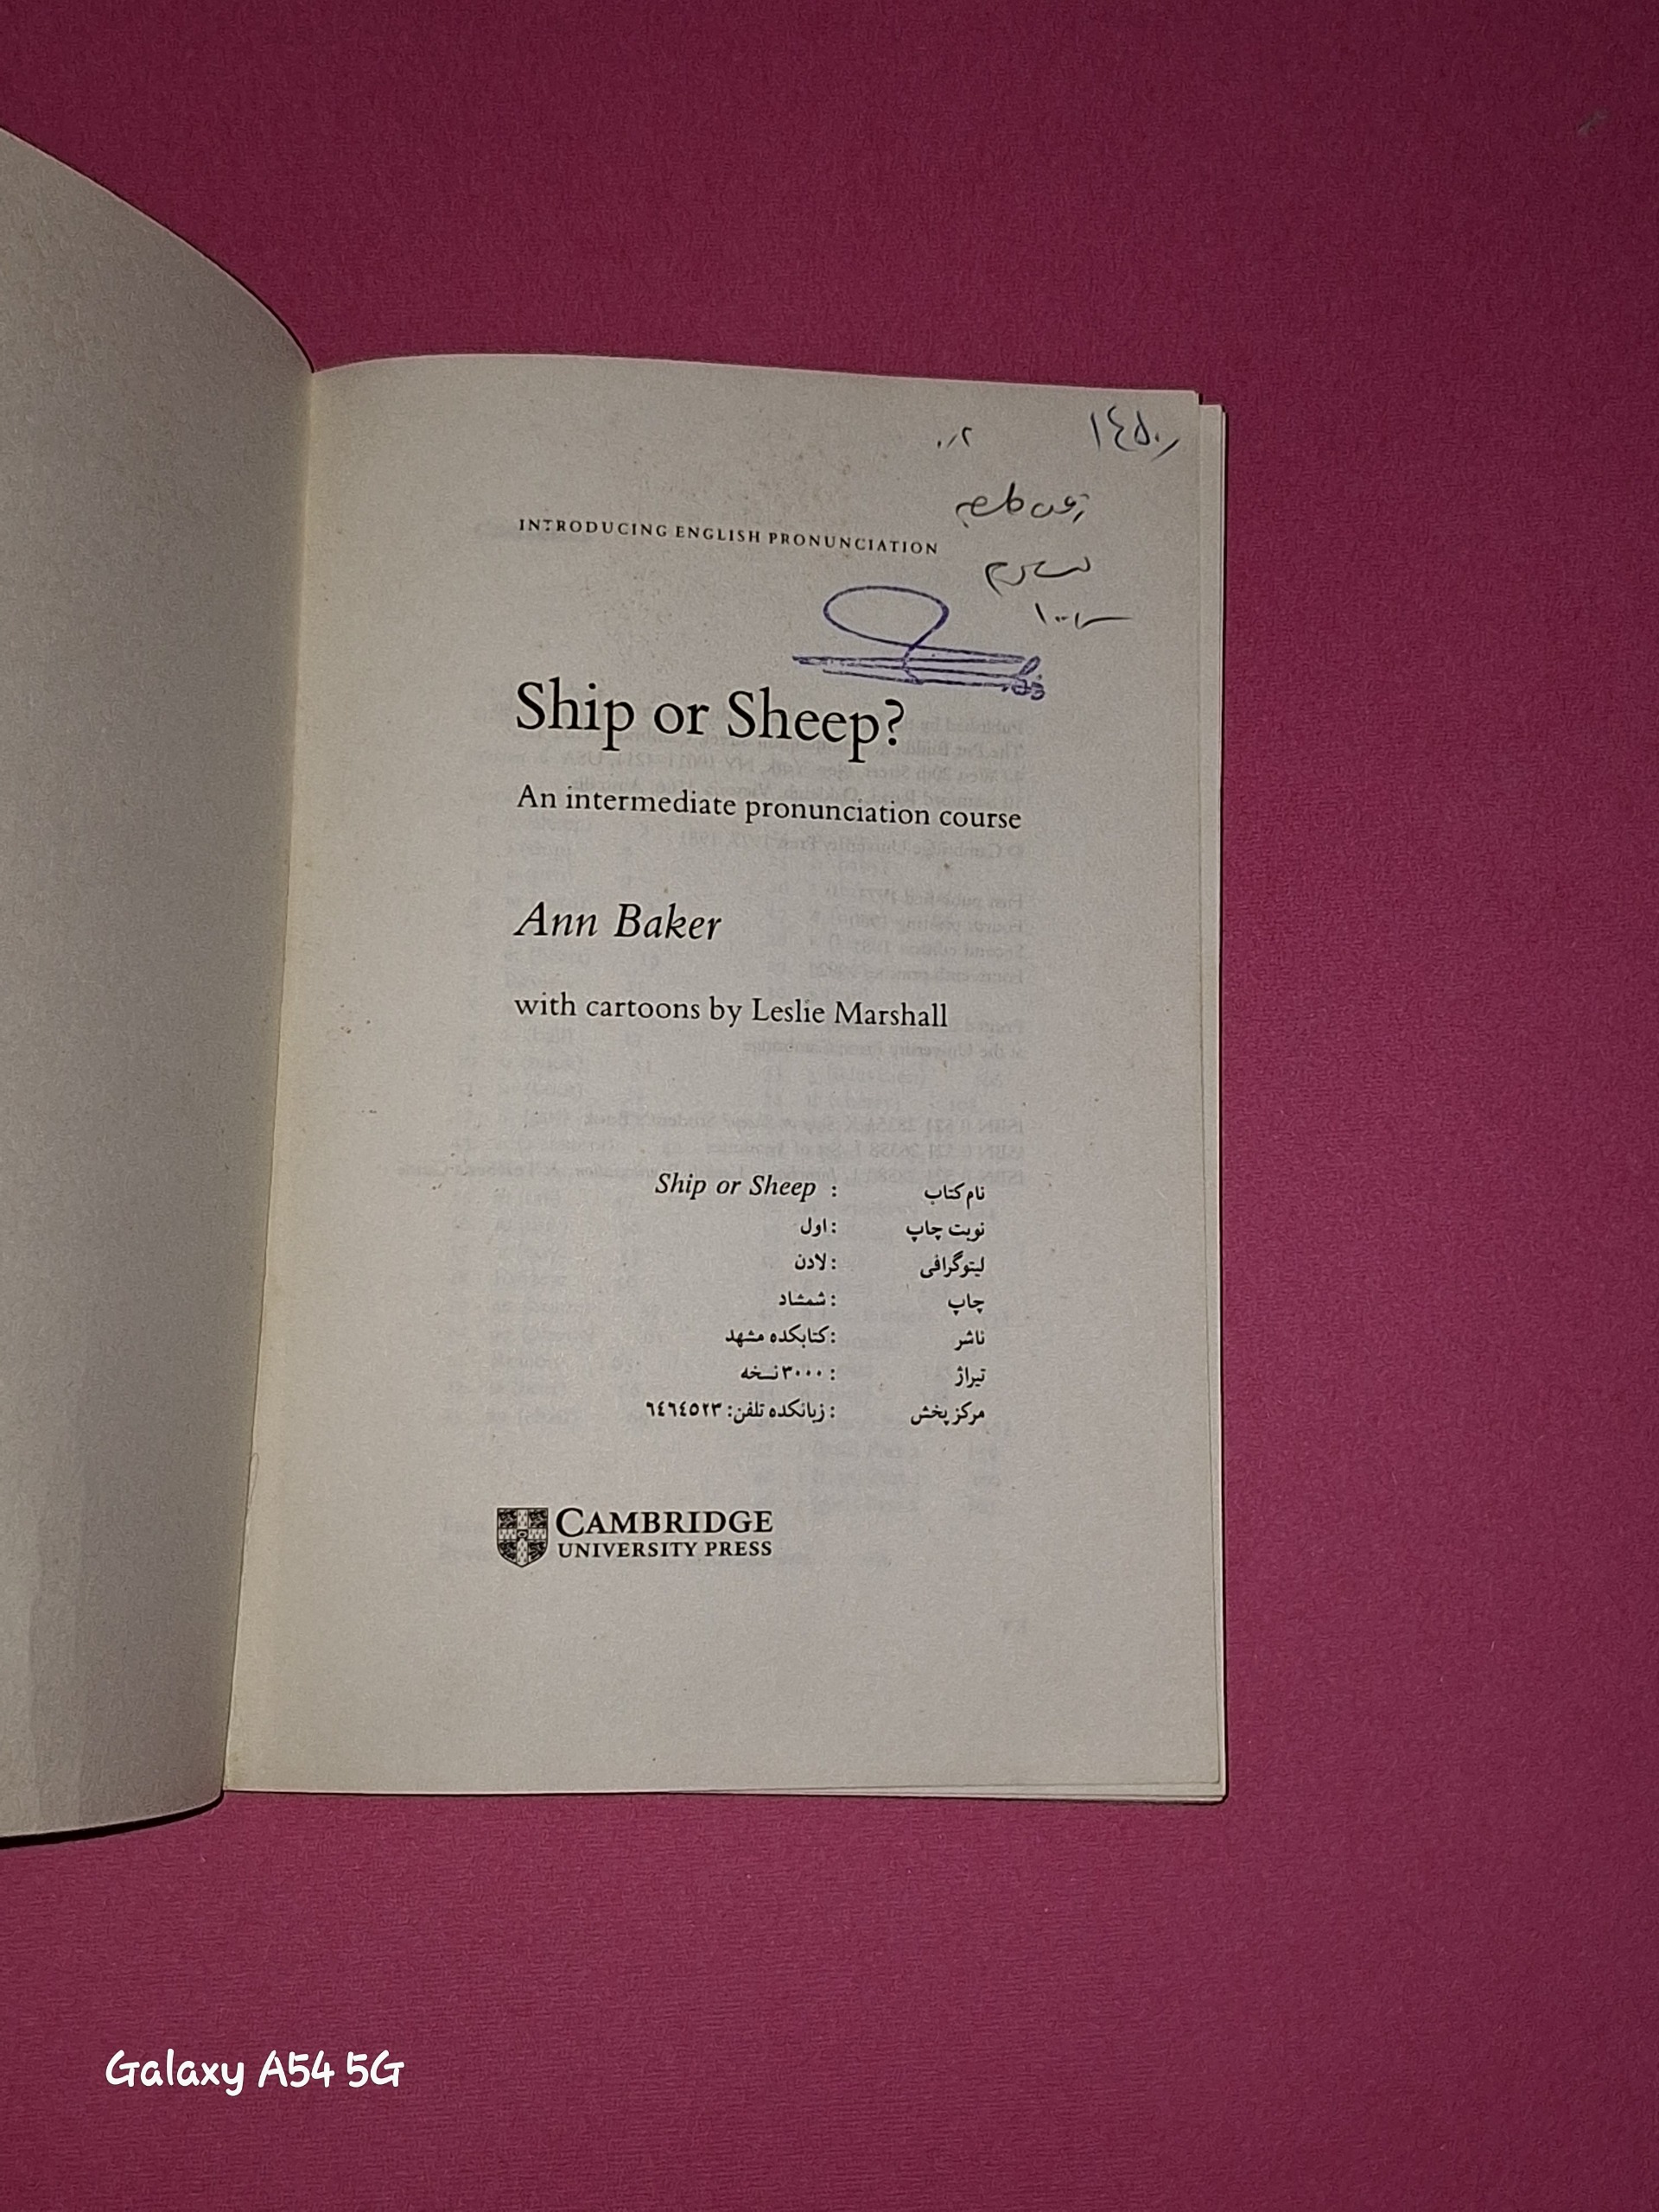 INTRODUCING ENGLISH PRONUNCIATION
Ship or Sheep?
An intermediate pronunciation course
Ann Baker
with cartoons by Leslie Marshall
نام کتاب : Ship or Sheep
نوبت چاپ : اول
لیتوگرافی : لادن
چاپ : شمشاد
ناشر : کتابکده مشهد
تیراژ : ۳۰۰۰ نسخه
مرکز پخش : زبانکده تلفن: ٦٤٦٤٥٢٣
CAMBRIDGE
UNIVERSITY PRESS
Galaxy A54 5G